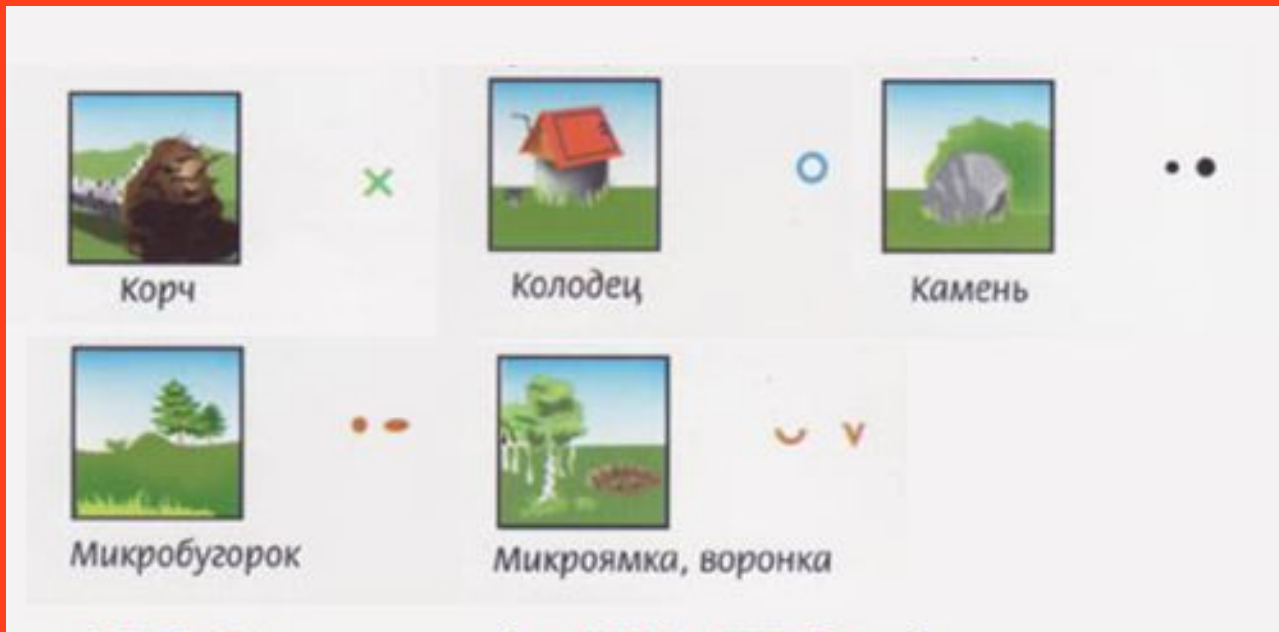 Корч
Колодец
Камень
Микробугорок
Микроямка, воронка